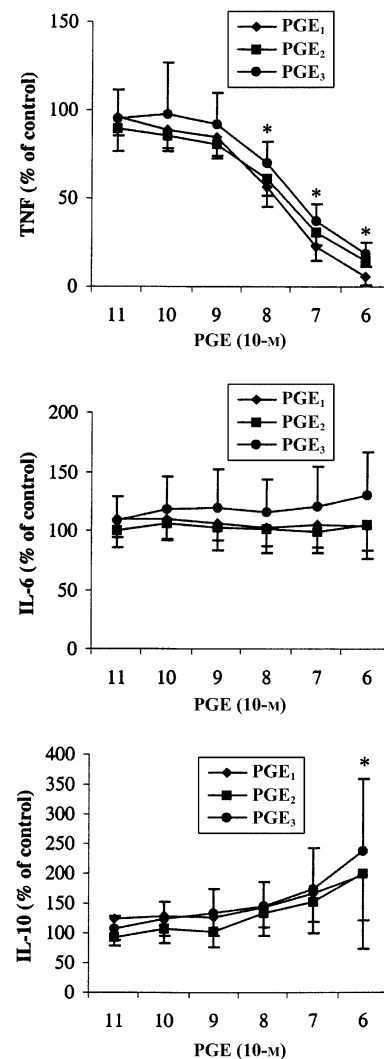 150
100
50
0
TNF (% of control)
PGE₁
PGE₂
PGE₃
*
*
*
11 10 9 8 7 6
PGE (10-M)
200
150
100
50
0
IL-6 (% of control)
PGE₁
PGE₂
PGE₃
11 10 9 8 7 6
PGE (10-M)
400
350
300
250
200
150
100
50
0
IL-10 (% of control)
PGE₁
PGE₂
PGE₃
*
11 10 9 8 7 6
PGE (10-M)